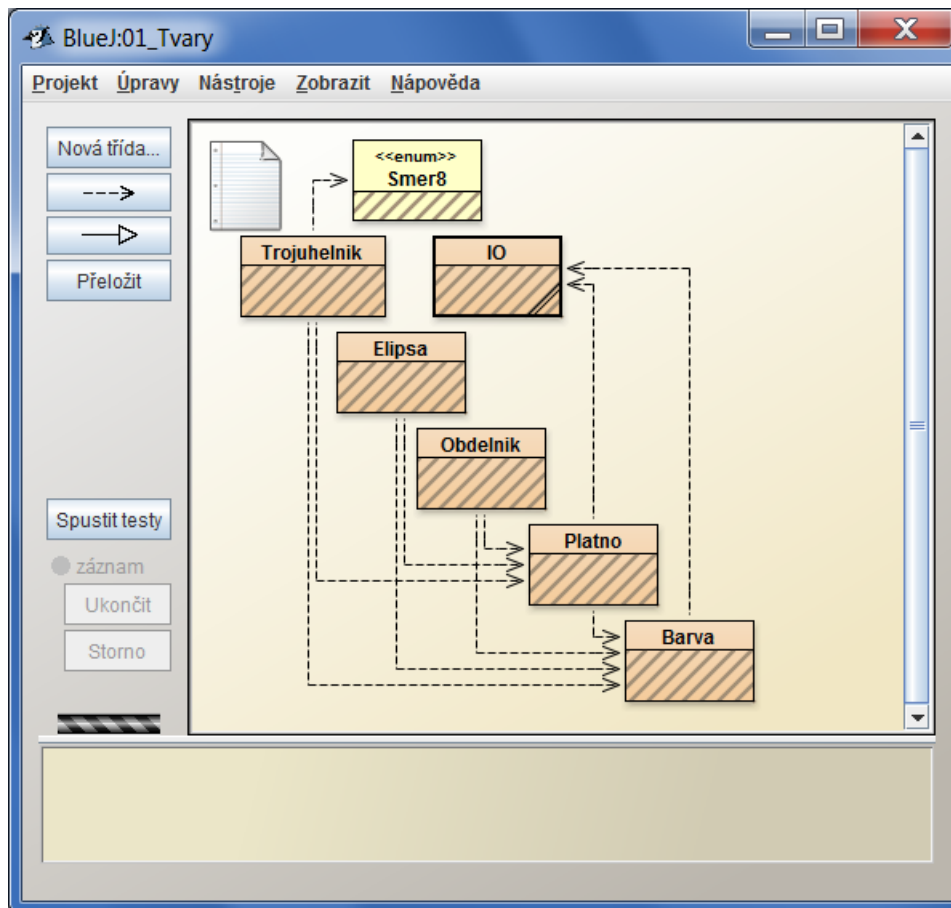 BlueJ:01_Tvary
Projekt Úpravy Nástroje Zobrazit Nápověda
Nová třída...
Přeložit
<<enum>>
Smer8
Trojuhelnik
IO
Elipsa
Obdelnik
Platno
Barva
Spustit testy
záznam
Ukončit
Storno